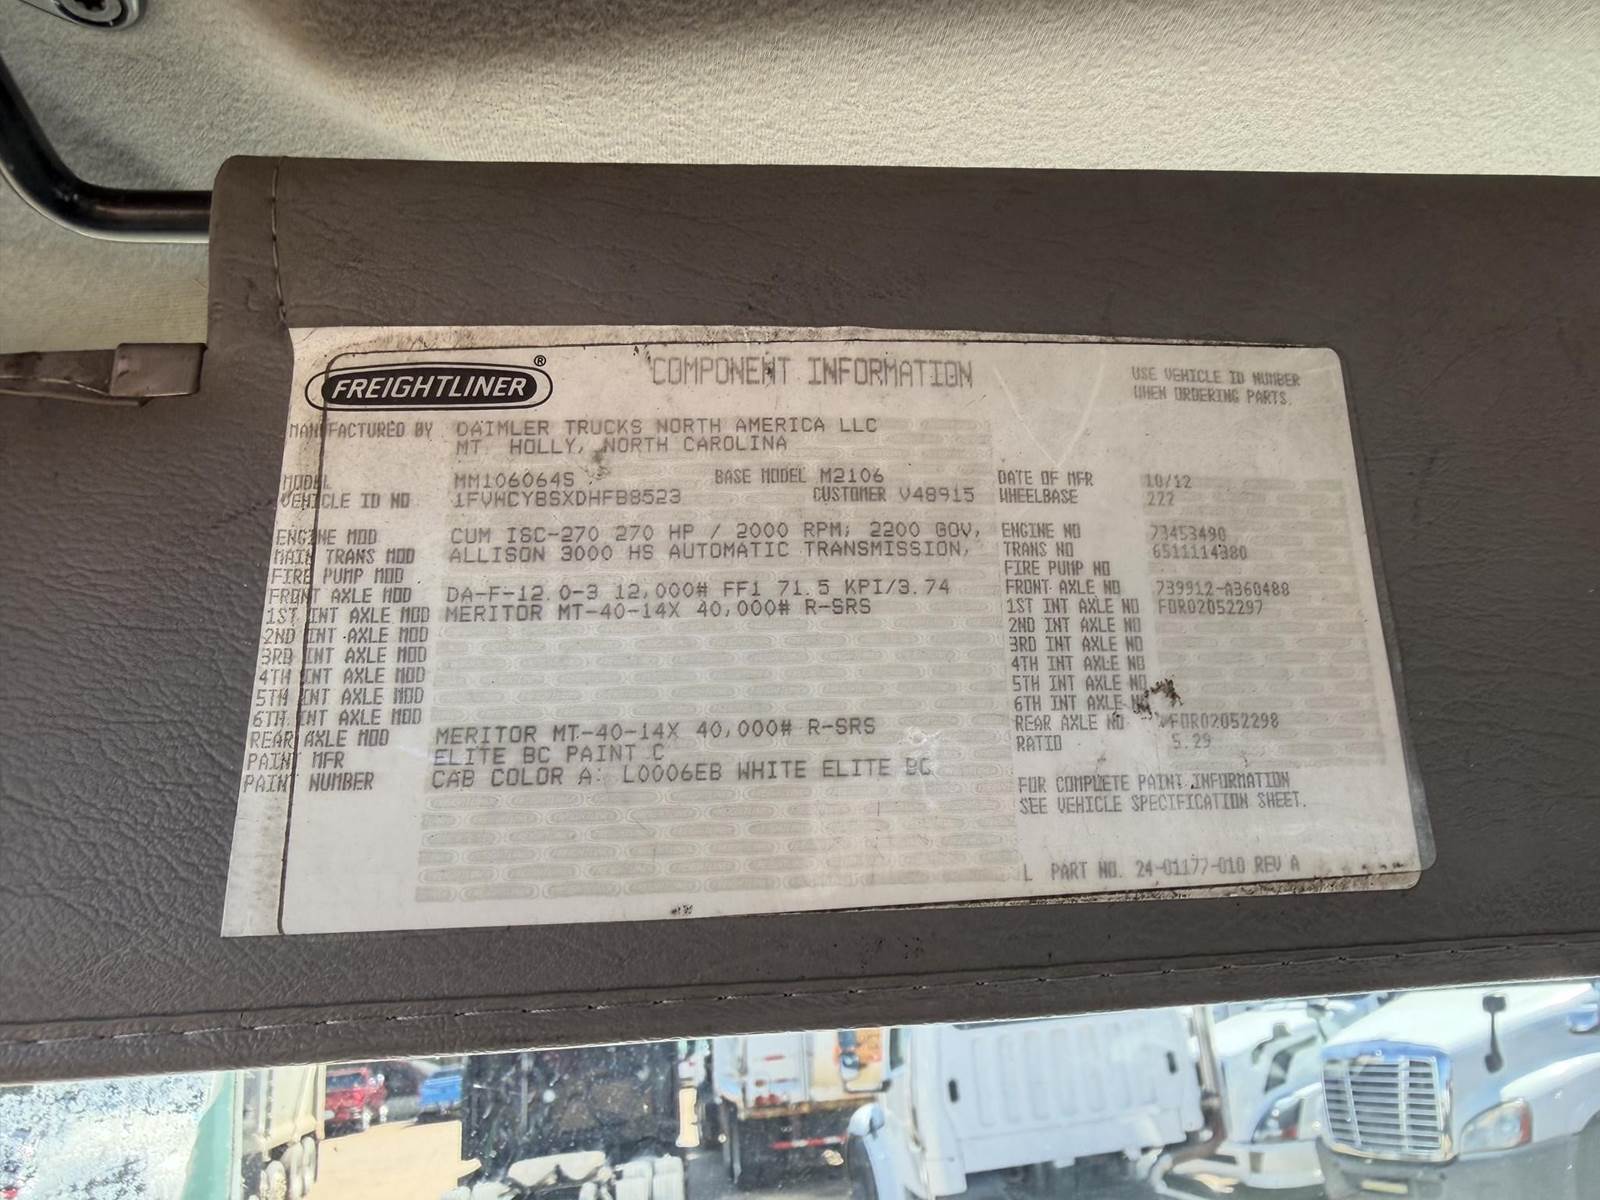 FREIGHTLINER®
COMPONENT INFORMATION
USE VEHICLE ID NUMBER
WHEN ORDERING PARTS.
MANUFACTURED BY DAIMLER TRUCKS NORTH AMERICA LLC
MT. HOLLY, NORTH CAROLINA
MODEL MM106064S BASE MODEL M2106 DATE OF MFR 10/12
VEHICLE ID NO 1FVHCYBSXDHFB8523 CUSTOMER V48915 WHEELBASE 222
ENGINE MOD CUM ISC-270 270 HP / 2000 RPM; 2200 GOV, ENGINE NO 73453490
MAIN TRANS MOD ALLISON 3000 HS AUTOMATIC TRANSMISSION, TRANS NO 6511114380
FIRE PUMP MOD FIRE PUMP NO
FRONT AXLE MOD DA-F-12.0-3 12,000# FF1 71.5 KPI/3.74 FRONT AXLE NO 739912-A360488
1ST INT AXLE MOD MERITOR MT-40-14X 40,000# R-SRS 1ST INT AXLE NO FOR02052297
2ND INT AXLE MOD 2ND INT AXLE NO
3RD INT AXLE MOD 3RD INT AXLE NO
4TH INT AXLE MOD 4TH INT AXLE NO
5TH INT AXLE MOD 5TH INT AXLE NO
6TH INT AXLE MOD 6TH INT AXLE NO
REAR AXLE MOD MERITOR MT-40-14X 40,000# R-SRS REAR AXLE NO FOR02052298
PAINT MFR ELITE BC PAINT C RATIO 5.29
PAINT NUMBER CAB COLOR A: L0006EB WHITE ELITE BC
FOR COMPLETE PAINT INFORMATION
SEE VEHICLE SPECIFICATION SHEET.
L PART NO. 24-01177-010 REV A